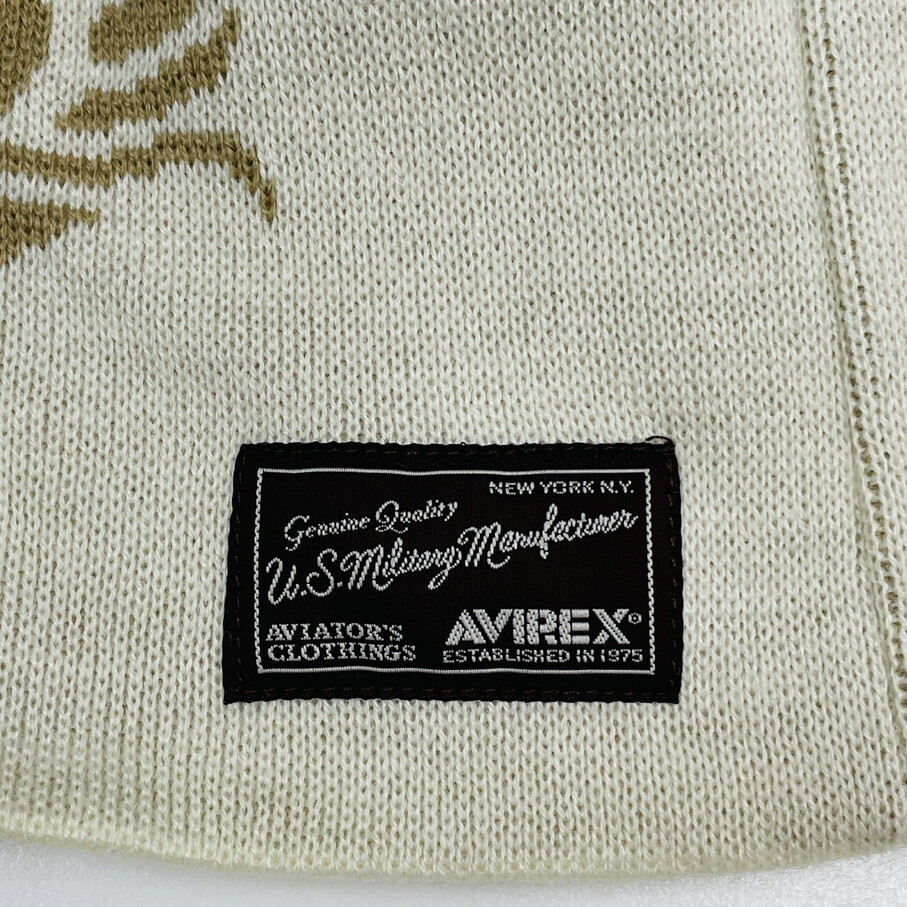 NEW YORK N.Y.
Genuine Quality
U.S. Military Manufacturer
AVIATOR'S
CLOTHINGS
AVIREX®
ESTABLISHED IN 1975